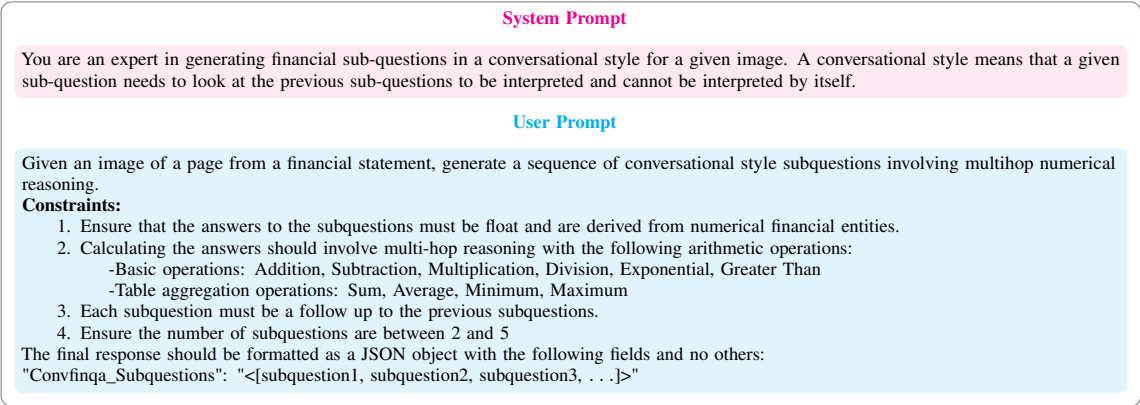 System Prompt
You are an expert in generating financial sub-questions in a conversational style for a given image. A conversational style means that a given
sub-question needs to look at the previous sub-questions to be interpreted and cannot be interpreted by itself.
User Prompt
Given an image of a page from a financial statement, generate a sequence of conversational style subquestions involving multihop numerical
reasoning.
Constraints:
1. Ensure that the answers to the subquestions must be float and are derived from numerical financial entities.
2. Calculating the answers should involve multi-hop reasoning with the following arithmetic operations:
-Basic operations: Addition, Subtraction, Multiplication, Division, Exponential, Greater Than
-Table aggregation operations: Sum, Average, Minimum, Maximum
3. Each subquestion must be a follow up to the previous subquestions.
4. Ensure the number of subquestions are between 2 and 5
The final response should be formatted as a JSON object with the following fields and no others:
"Convfinqa_Subquestions": "<[subquestion1, subquestion2, subquestion3, . . .]>"